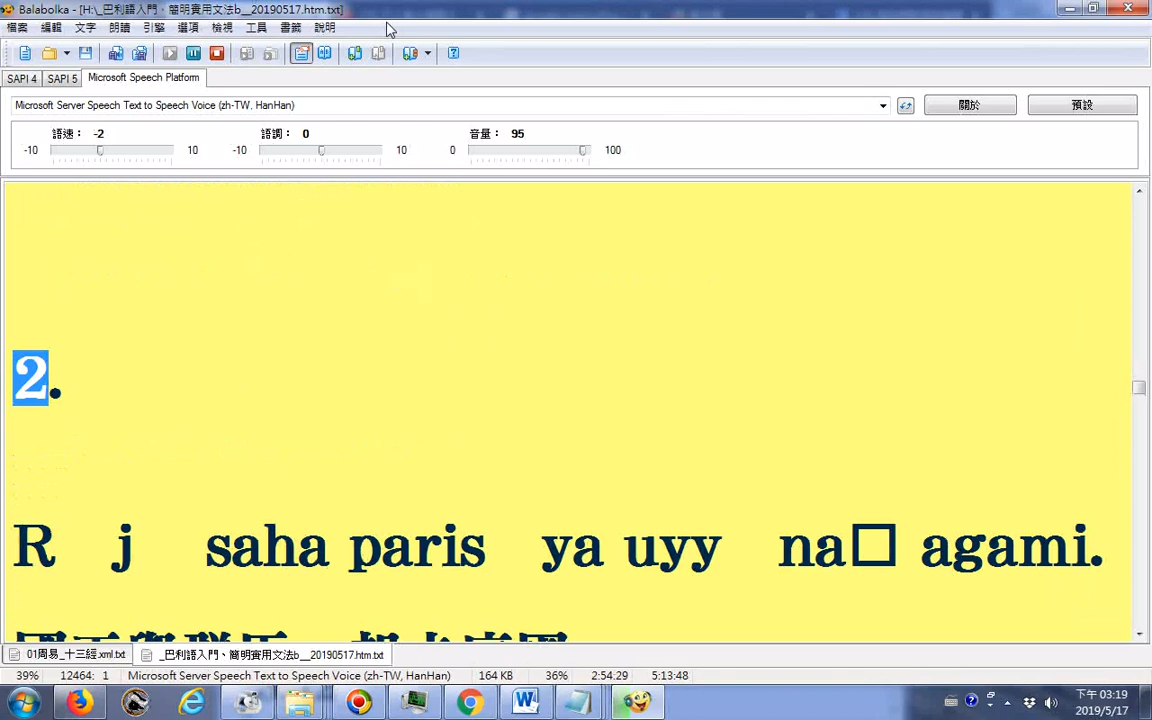 Balabolka - [H:\_巴利語入門、簡明實用文法b__20190517.htm.txt]
檔案 編輯 文字 朗讀 引擎 選項 檢視 工具 書籤 說明
SAPI 4 SAPI 5 Microsoft Speech Platform
Microsoft Server Speech Text to Speech Voice (zh-TW, HanHan) 關於 預設
語速： -2 語調： 0 音量： 95
-10 10 -10 10 0 100
2.
R j saha paris ya uyy na□ agami.
01周易_十三經.xml.txt _巴利語入門、簡明實用文法b__20190517.htm.txt
39% 12464: 1 Microsoft Server Speech Text to Speech Voice (zh-TW, HanHan) 164 KB 36% 2:54:29 5:13:48
下午 03:19
2019/5/17